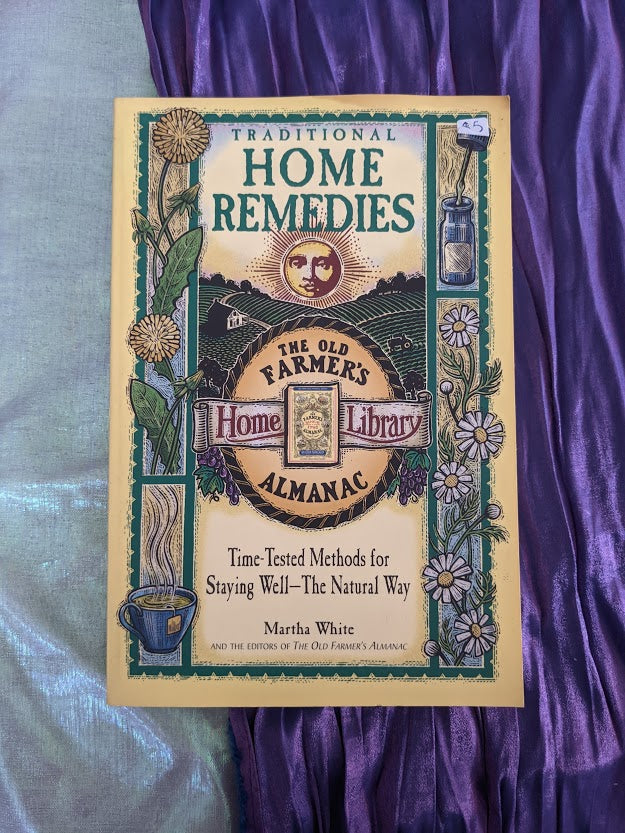 TRADITIONAL
HOME
REMEDIES
$5
THE OLD
FARMER'S
Home Library
ALMANAC
Time-Tested Methods for
Staying Well—The Natural Way
Martha White
AND THE EDITORS OF THE OLD FARMER'S ALMANAC